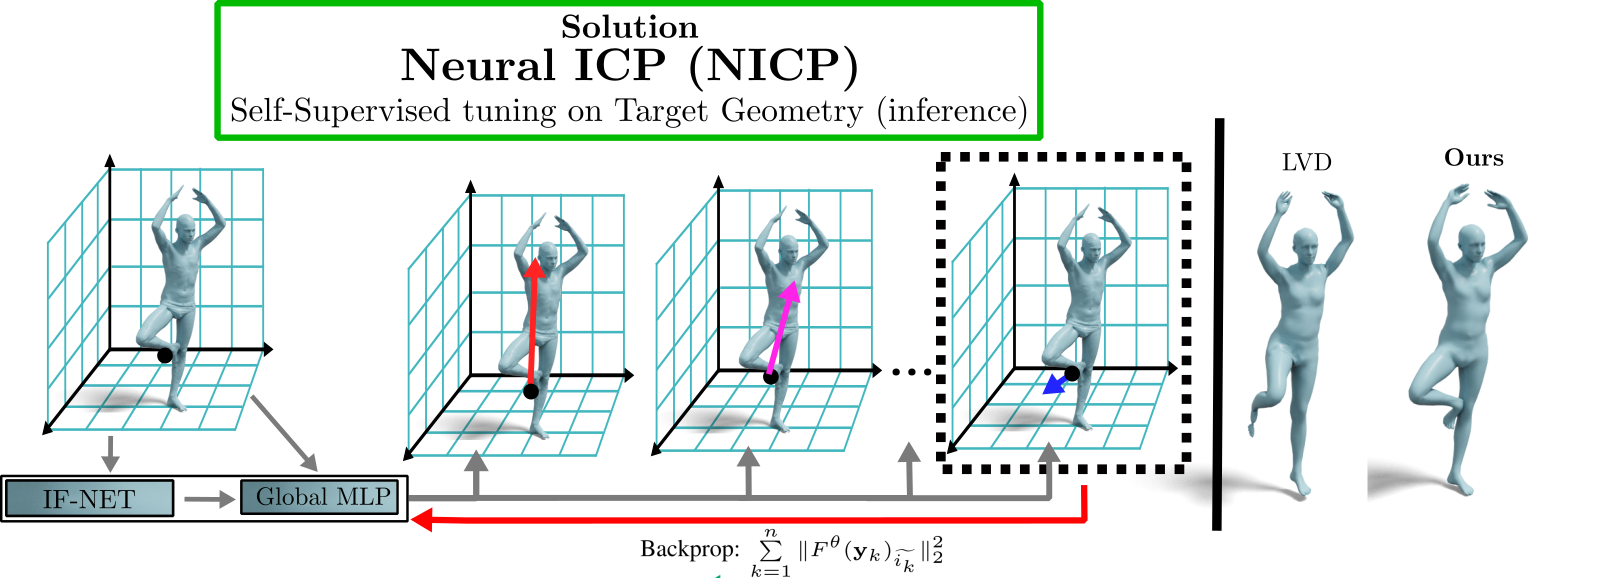 Solution
Neural ICP (NICP)
Self-Supervised tuning on Target Geometry (inference)
LVD
Ours
IF-NET
Global MLP
Backprop: $\sum_{k=1}^{n} \|F^{\theta}(\mathbf{y}_k)_{\widetilde{i_k}}\|_2^2$